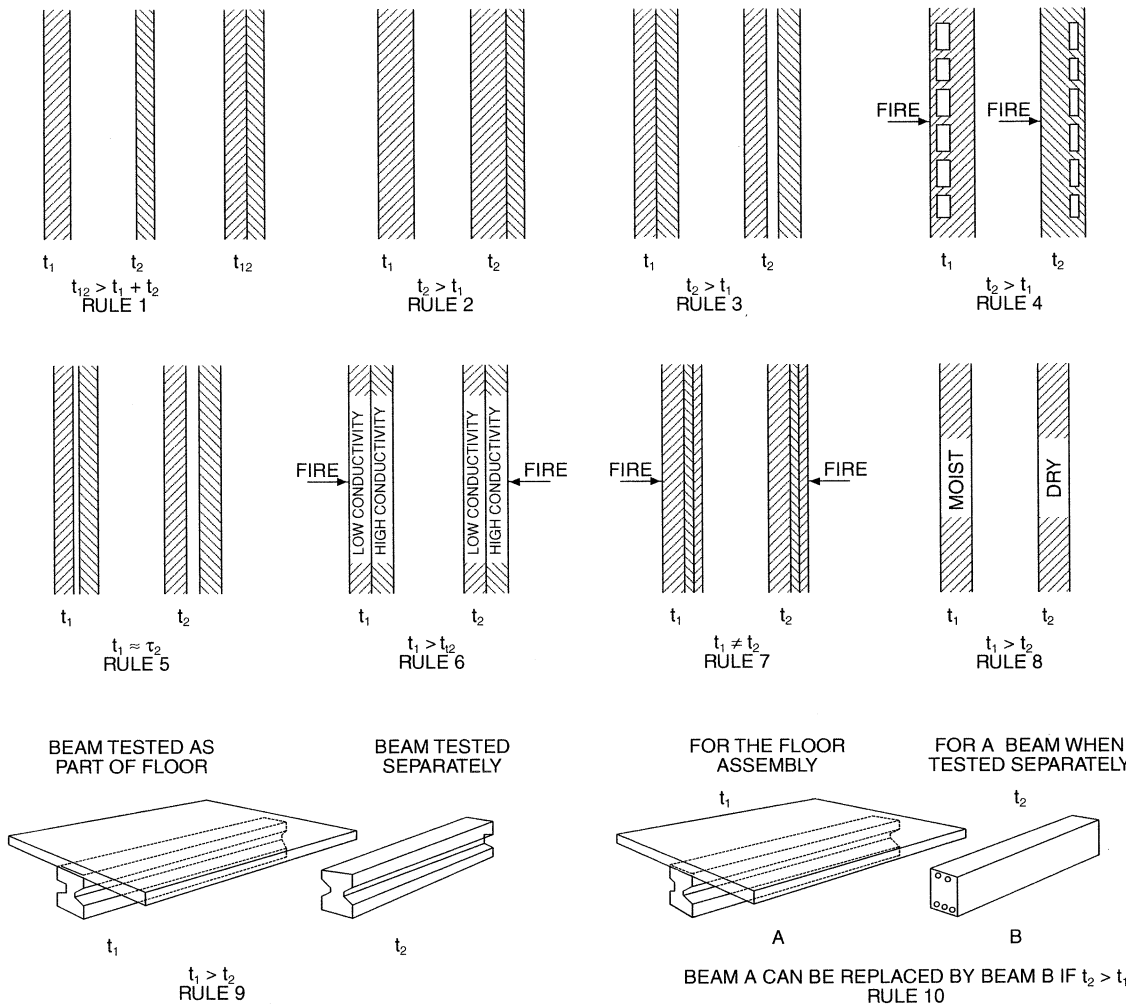 t₁ t₂ t₁₂
t₁₂ > t₁ + t₂
RULE 1
t₁ t₂
t₂ > t₁
RULE 2
t₁ t₂
t₂ > t₁
RULE 3
FIRE FIRE
t₁ t₂
t₂ > t₁
RULE 4
t₁ t₂
t₁ ≈ τ₂
RULE 5
FIRE
LOW CONDUCTIVITY
HIGH CONDUCTIVITY
LOW CONDUCTIVITY
HIGH CONDUCTIVITY
FIRE
t₁ t₂
t₁ > t₁₂
RULE 6
FIRE FIRE
t₁ t₂
t₁ ≠ t₂
RULE 7
MOIST
DRY
t₁ t₂
t₁ > t₂
RULE 8
BEAM TESTED AS
PART OF FLOOR
BEAM TESTED
SEPARATELY
t₁ t₂
t₁ > t₂
RULE 9
FOR THE FLOOR
ASSEMBLY
t₁
FOR A BEAM WHEN
TESTED SEPARATELY
t₂
A B
BEAM A CAN BE REPLACED BY BEAM B IF t₂ > t₁
RULE 10